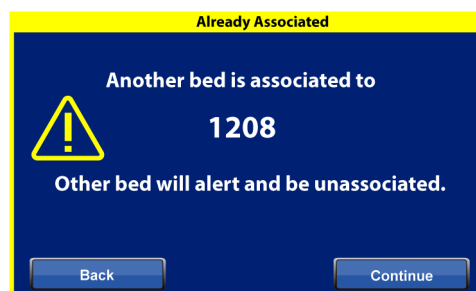 Already Associated
Another bed is associated to
1208
Other bed will alert and be unassociated.
Back
Continue